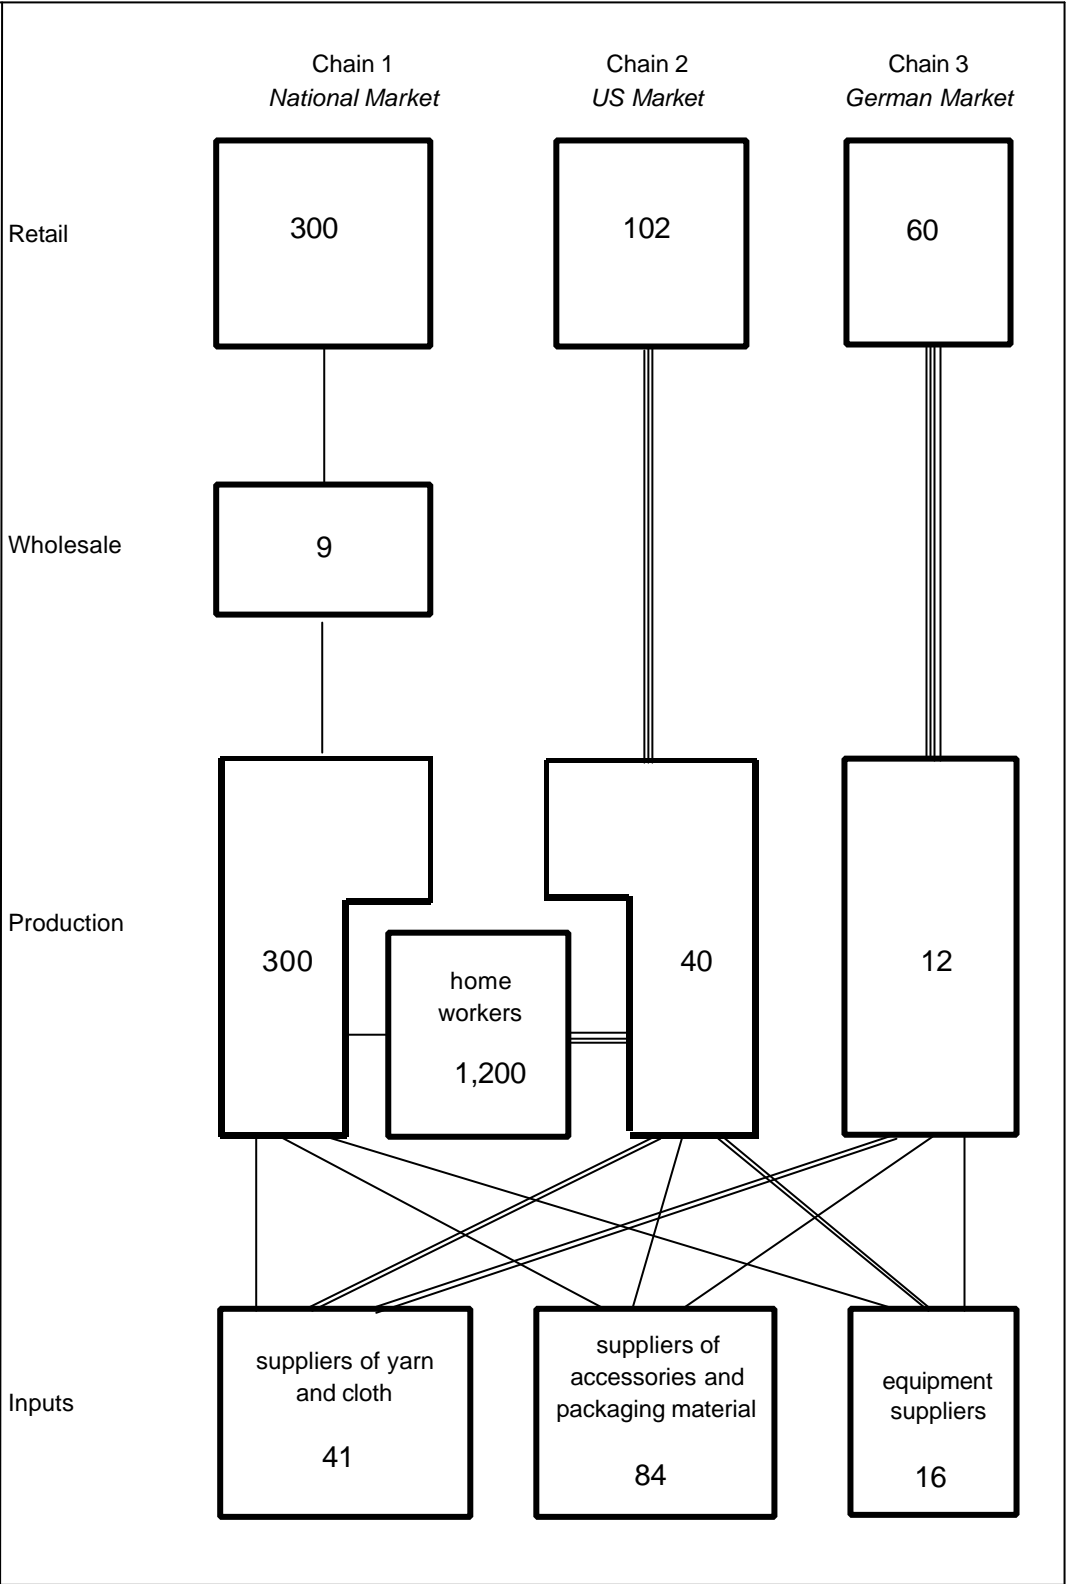 Chain 1
National Market
Chain 2
US Market
Chain 3
German Market
Retail
300
102
60
Wholesale
9
Production
300
home
workers
1,200
40
12
Inputs
suppliers of yarn
and cloth
41
suppliers of
accessories and
packaging material
84
equipment
suppliers
16